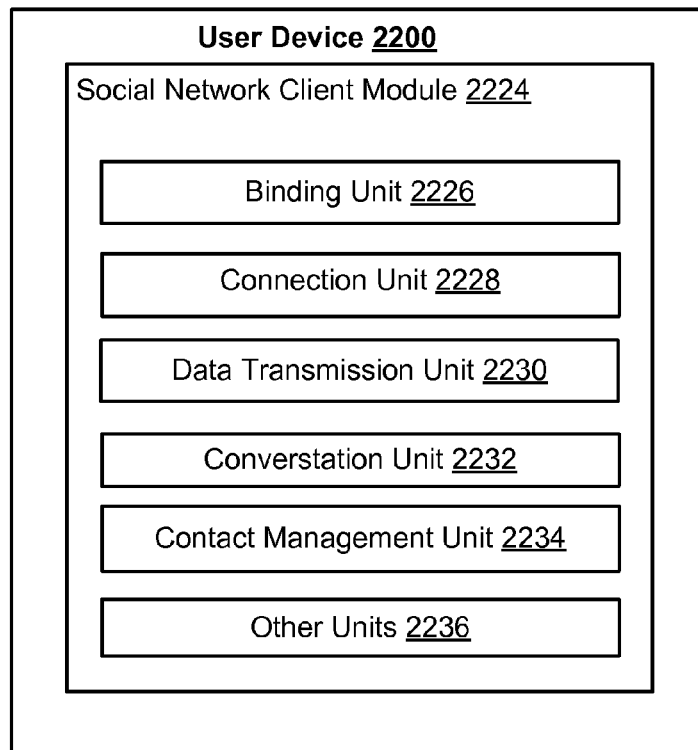 User Device 2200
Social Network Client Module 2224
Binding Unit 2226
Connection Unit 2228
Data Transmission Unit 2230
Converstation Unit 2232
Contact Management Unit 2234
Other Units 2236